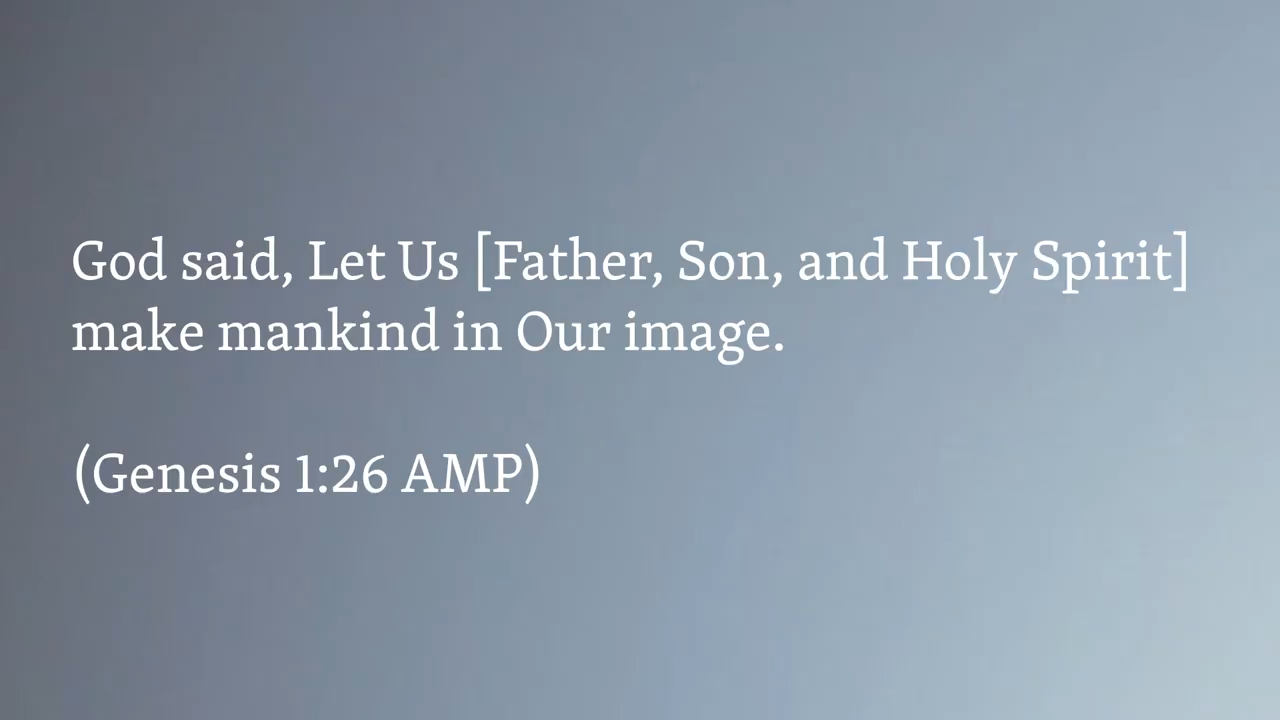 God said, Let Us [Father, Son, and Holy Spirit]
make mankind in Our image.
(Genesis 1:26 AMP)